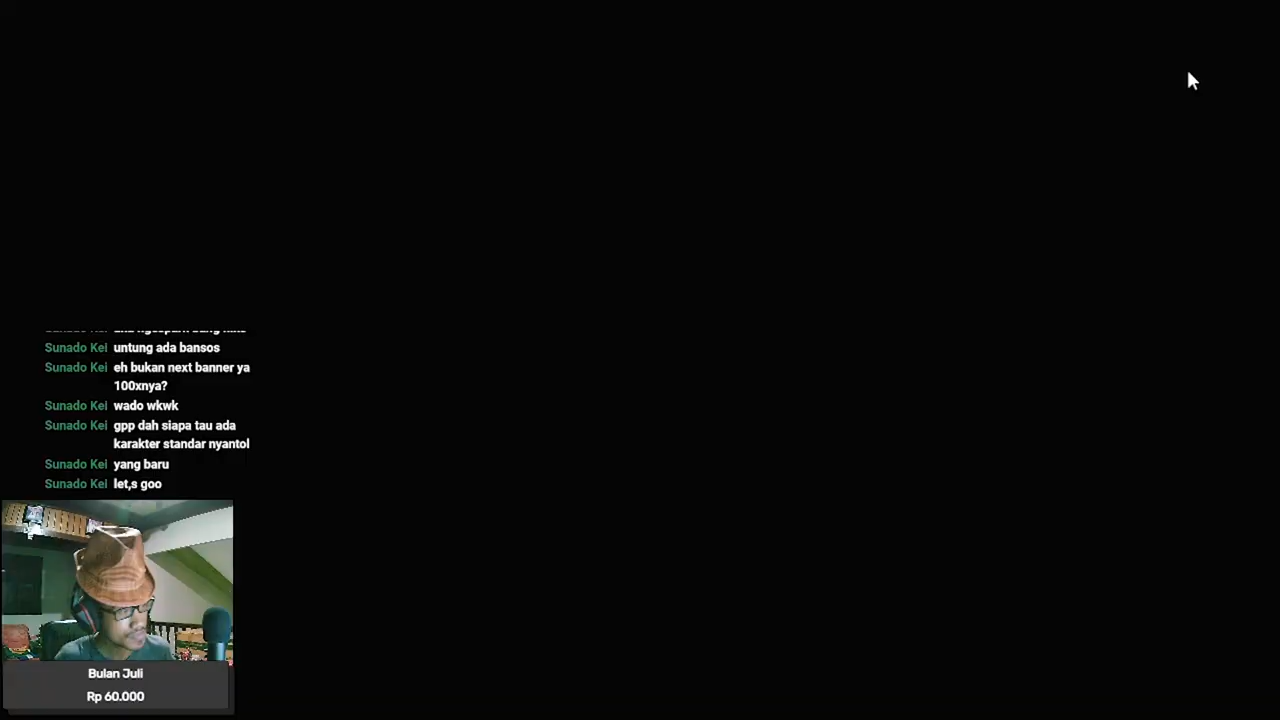 Sunado Kei untung ada bansos
Sunado Kei eh bukan next banner ya
100xnya?
Sunado Kei wado wkwk
Sunado Kei gpp dah siapa tau ada
karakter standar nyantol
Sunado Kei yang baru
Sunado Kei let,s goo
Bulan Juli
Rp 60.000